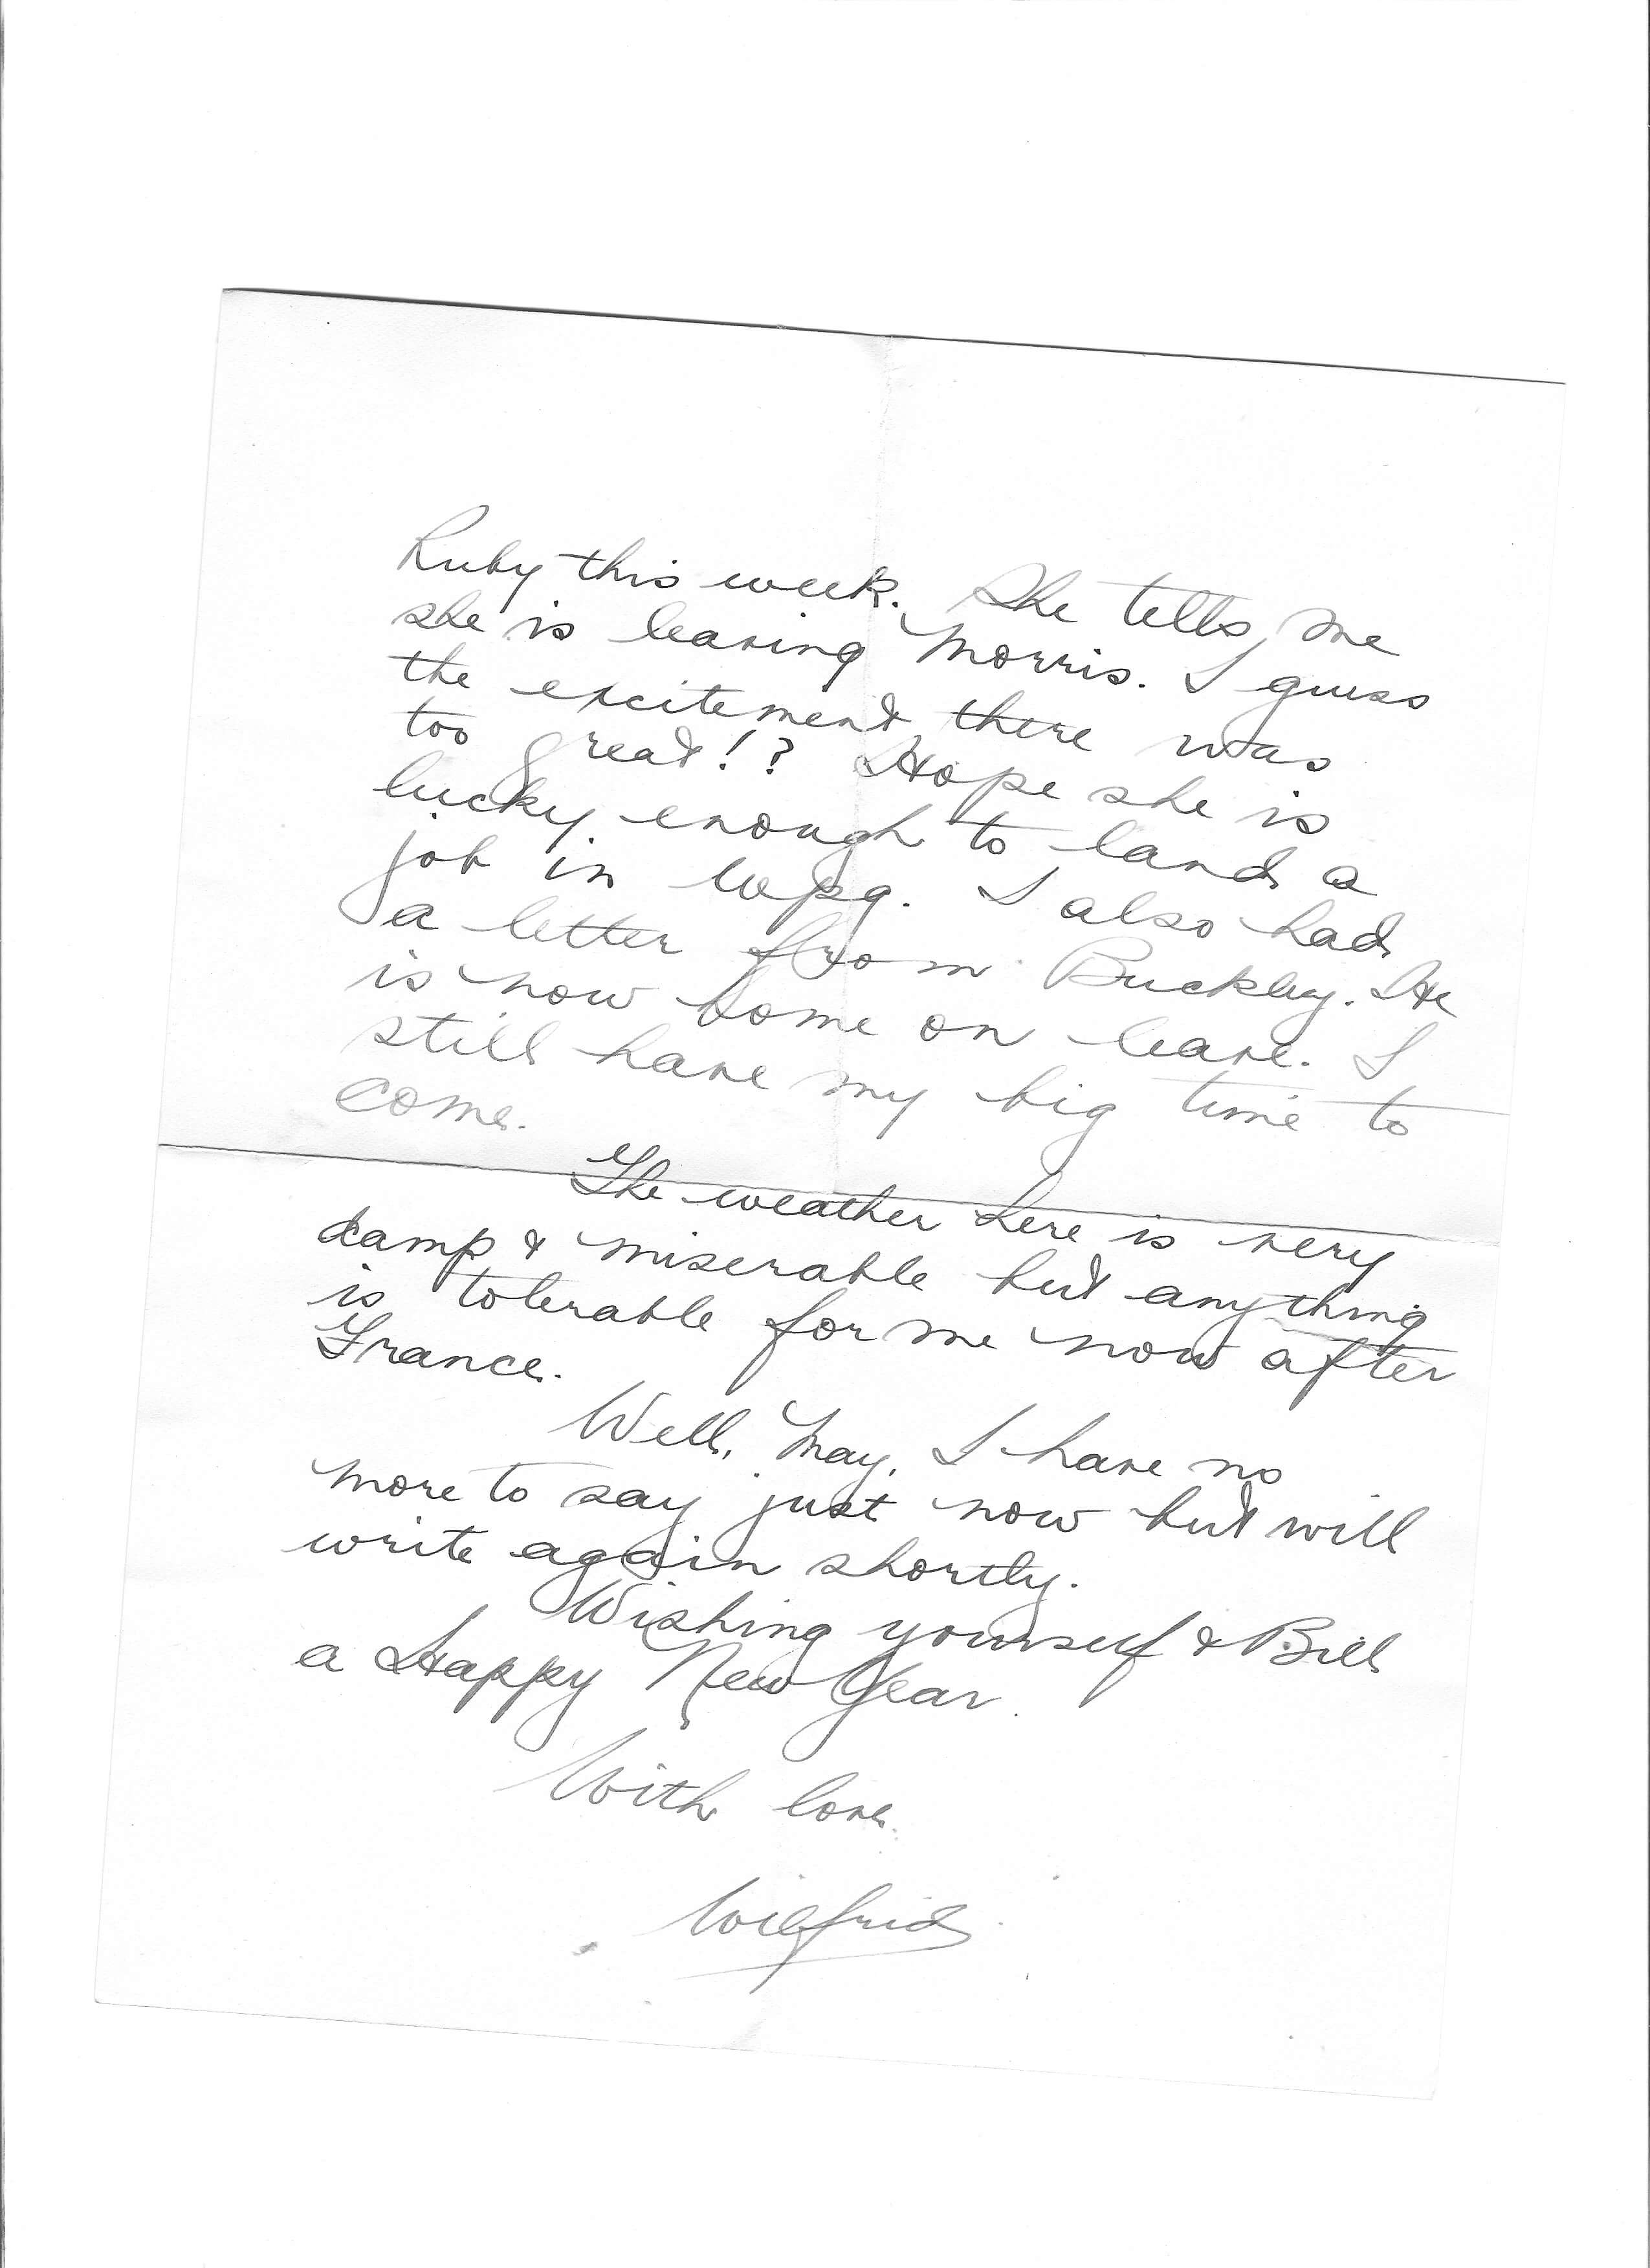 Ruby this week. She tells me
she is leaving Morris. I guess
the excitement there was
too great!? Hope she is
lucky enough to land a
job in Wpg. I also had
a letter from Buckley. He
is now home on leave. I
still have my big time to
come.
The weather here is very
damp & miserable but anything
is tolerable for me now after
France.
Well, May, I have no
more to say just now but will
write again shortly.
Wishing yourself & Bill
a Happy New Year.
With love.
Wilfrid